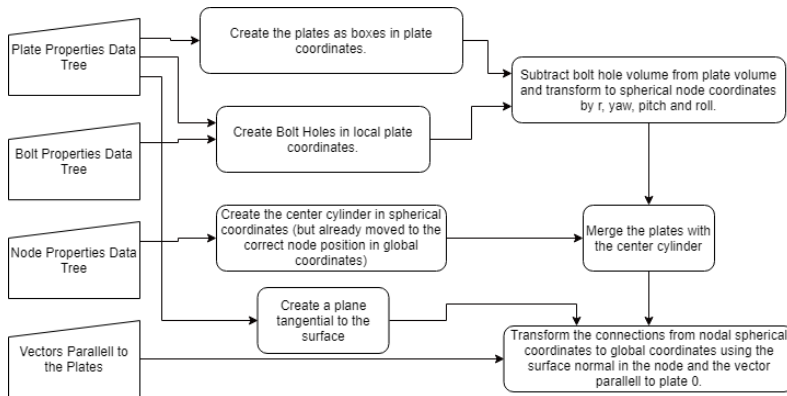 Plate Properties Data
Tree
Create the plates as boxes in plate
coordinates.
Subtract bolt hole volume from plate volume
and transform to spherical node coordinates
by r, yaw, pitch and roll.
Bolt Properties Data
Tree
Create Bolt Holes in local plate
coordinates.
Node Properties Data
Tree
Create the center cylinder in spherical
coordinates (but already moved to the
correct node position in global
coordinates)
Merge the plates with
the center cylinder
Create a plane
tangential to the
surface
Vectors Parallell to
the Plates
Transform the connections from nodal spherical
coordinates to global coordinates using the
surface normal in the node and the vector
parallell to plate 0.